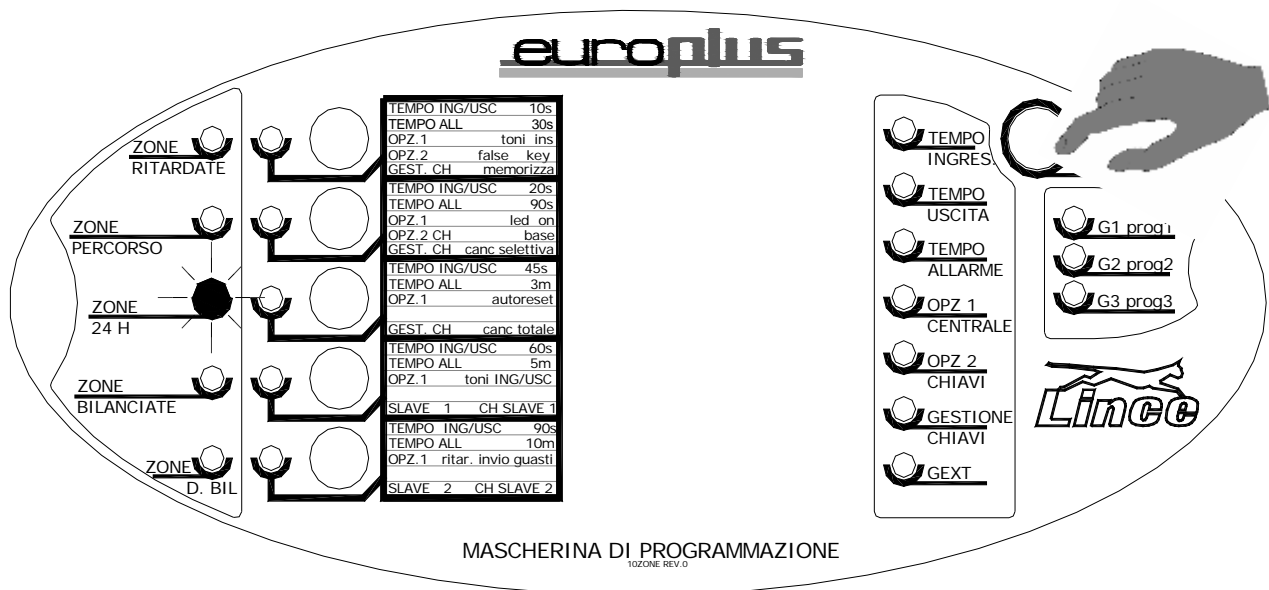 europlus
ZONE
RITARDATE
ZONE
PERCORSO
ZONE
24 H
ZONE
BILANCIATE
ZONE
D. BIL
TEMPO ING/USC 10s
TEMPO ALL 30s
OPZ.1 toni ins
OPZ.2 false key
GEST. CH memorizza
TEMPO ING/USC 20s
TEMPO ALL 90s
OPZ.1 led on
OPZ.2 CH base
GEST. CH canc selettiva
TEMPO ING/USC 45s
TEMPO ALL 3m
OPZ.1 autoreset
GEST. CH canc totale
TEMPO ING/USC 60s
TEMPO ALL 5m
OPZ.1 toni ING/USC
SLAVE 1 CH SLAVE 1
TEMPO ING/USC 90s
TEMPO ALL 10m
OPZ.1 ritar. invio guasti
SLAVE 2 CH SLAVE 2
TEMPO
INGRES.
TEMPO
USCITA
TEMPO
ALLARME
OPZ 1
CENTRALE
OPZ 2
CHIAVI
GESTIONE
CHIAVI
GEXT
G1 prog1
G2 prog2
G3 prog3
Lince
MASCHERINA DI PROGRAMMAZIONE
10ZONE REV.0